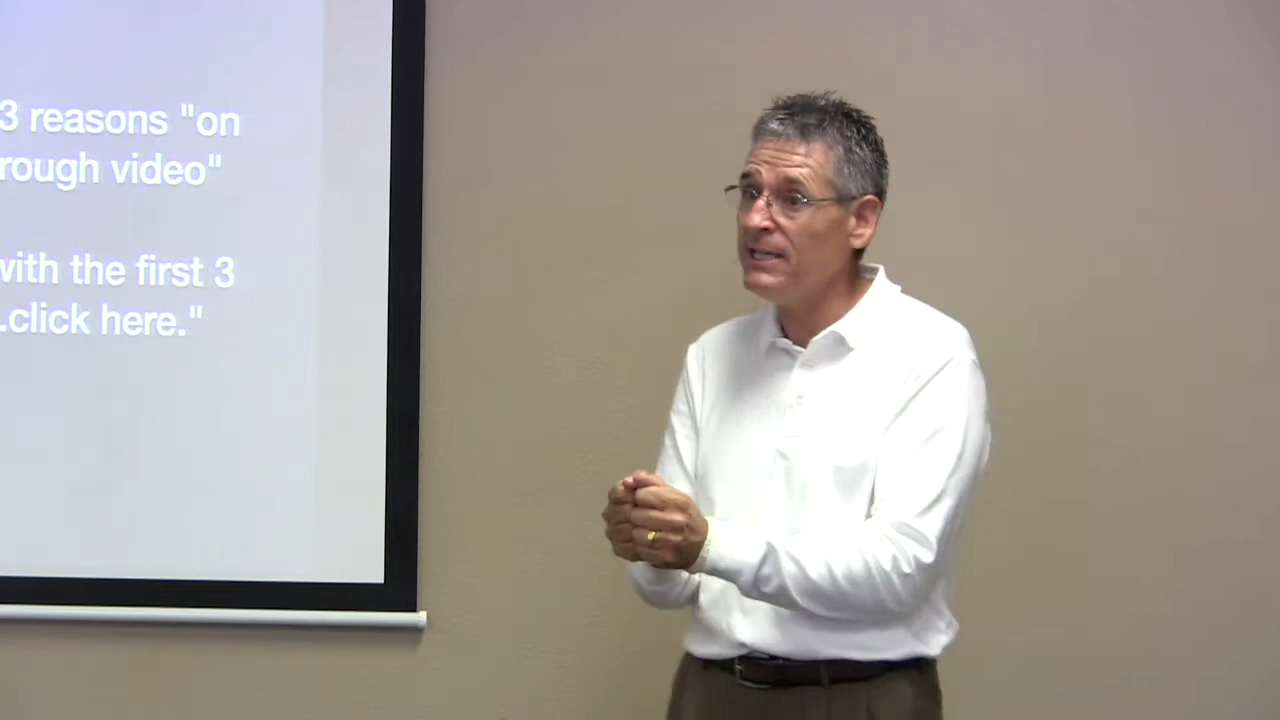 3 reasons "on
rough video"
with the first 3
.click here."